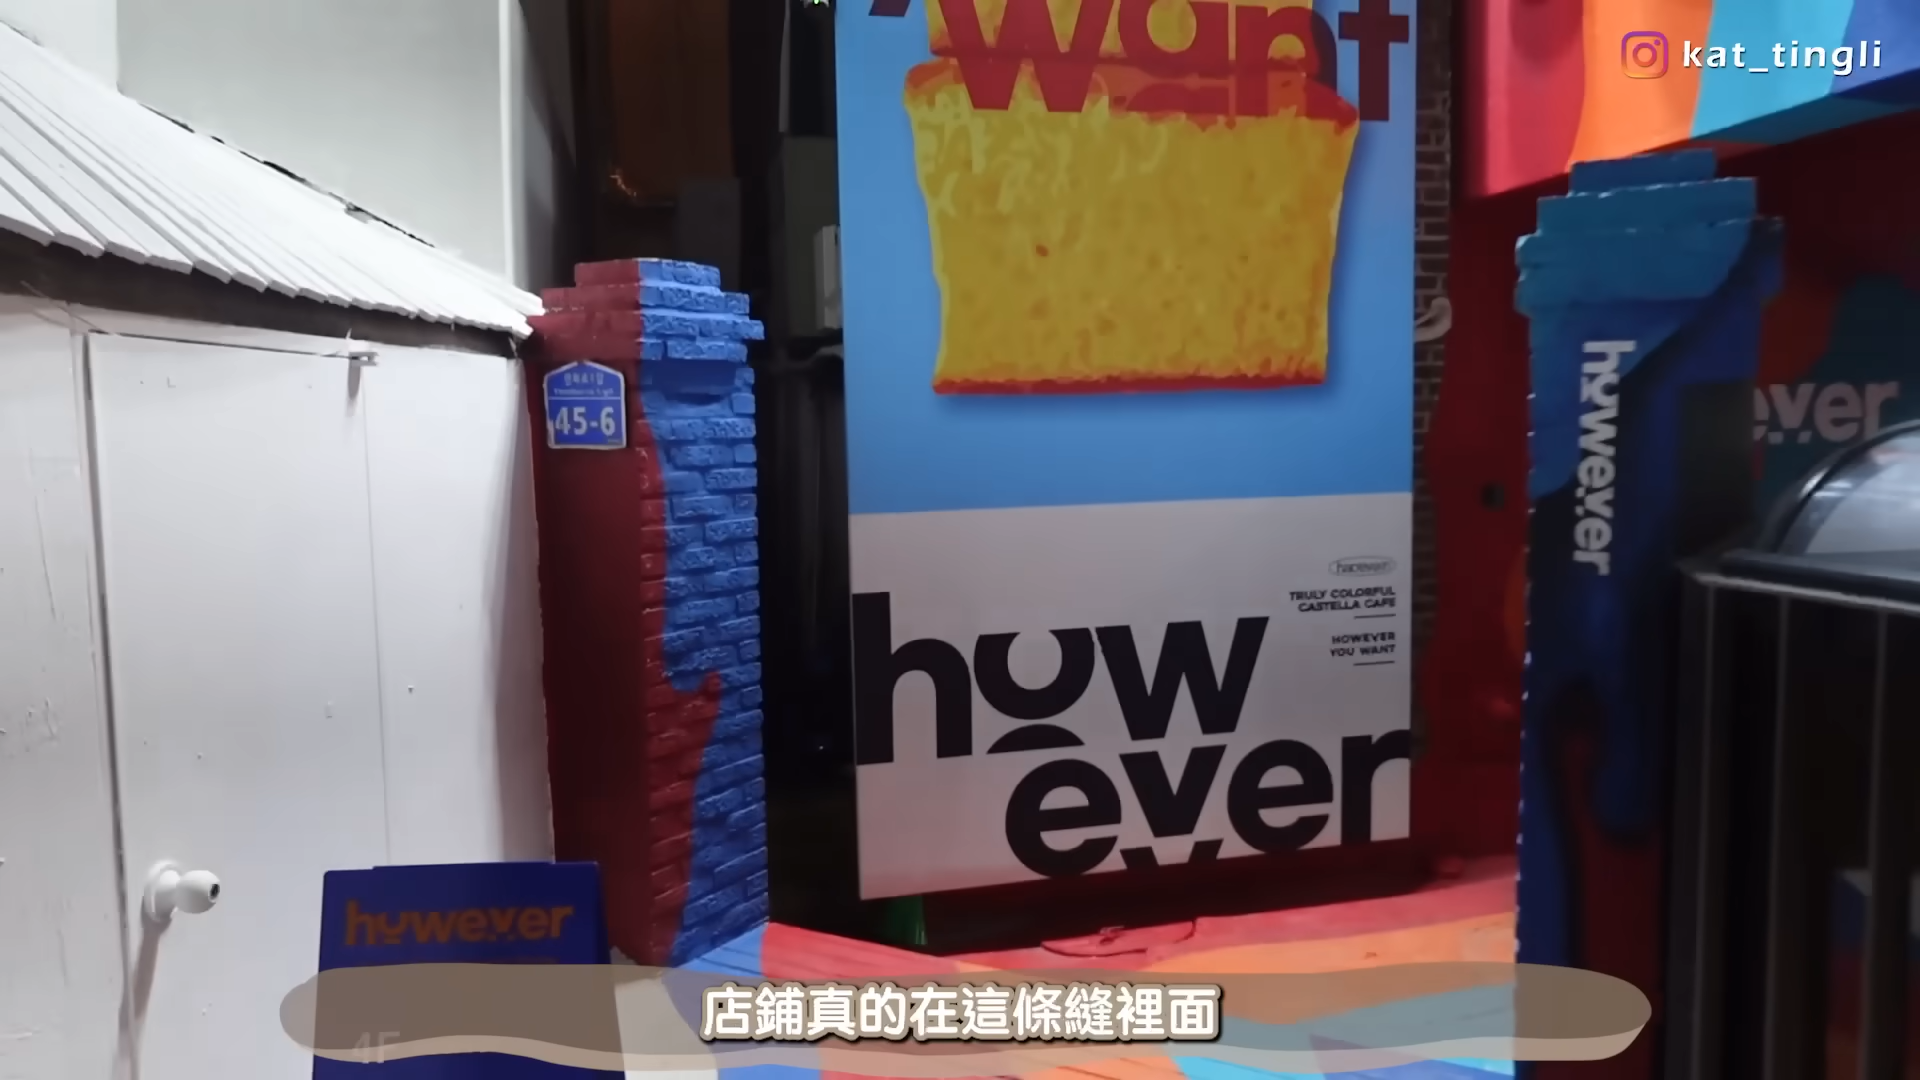 want
kat_tingli
45-6
however
ever
TRULY COLORFUL
CASTELLA CAFE
HOWEVER
YOU WANT
how
ever
however
4F
店鋪真的在這條縫裡面